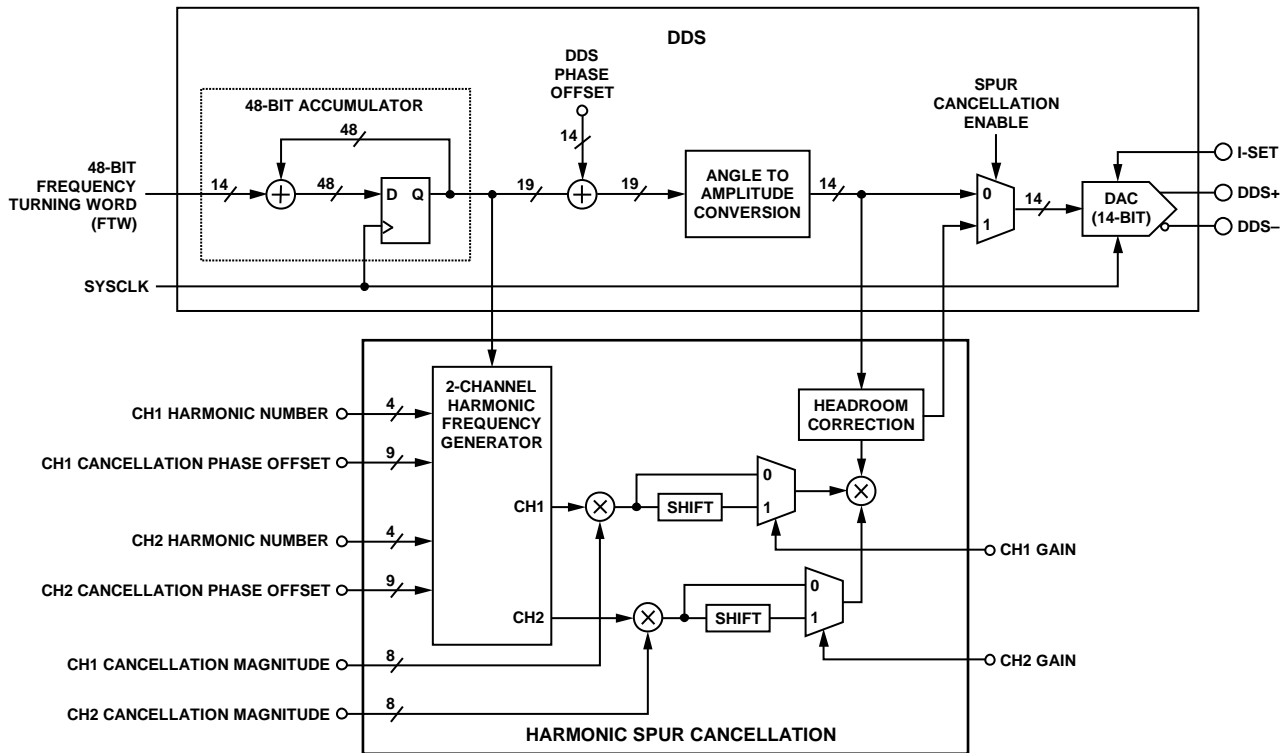 DDS
DDS
PHASE
OFFSET
SPUR
CANCELLATION
ENABLE
48-BIT ACCUMULATOR
48
14
48-BIT
FREQUENCY
TURNING WORD
(FTW)
14
48
D
Q
19
19
ANGLE TO
AMPLITUDE
CONVERSION
14
0
1
14
DAC
(14-BIT)
I-SET
DDS+
DDS–
SYSCLK
2-CHANNEL
HARMONIC
FREQUENCY
GENERATOR
HEADROOM
CORRECTION
CH1 HARMONIC NUMBER
4
CH1 CANCELLATION PHASE OFFSET
9
CH1
SHIFT
0
1
CH2 HARMONIC NUMBER
4
CH1 GAIN
CH2 CANCELLATION PHASE OFFSET
9
CH2
SHIFT
0
1
CH1 CANCELLATION MAGNITUDE
8
CH2 GAIN
CH2 CANCELLATION MAGNITUDE
8
HARMONIC SPUR CANCELLATION